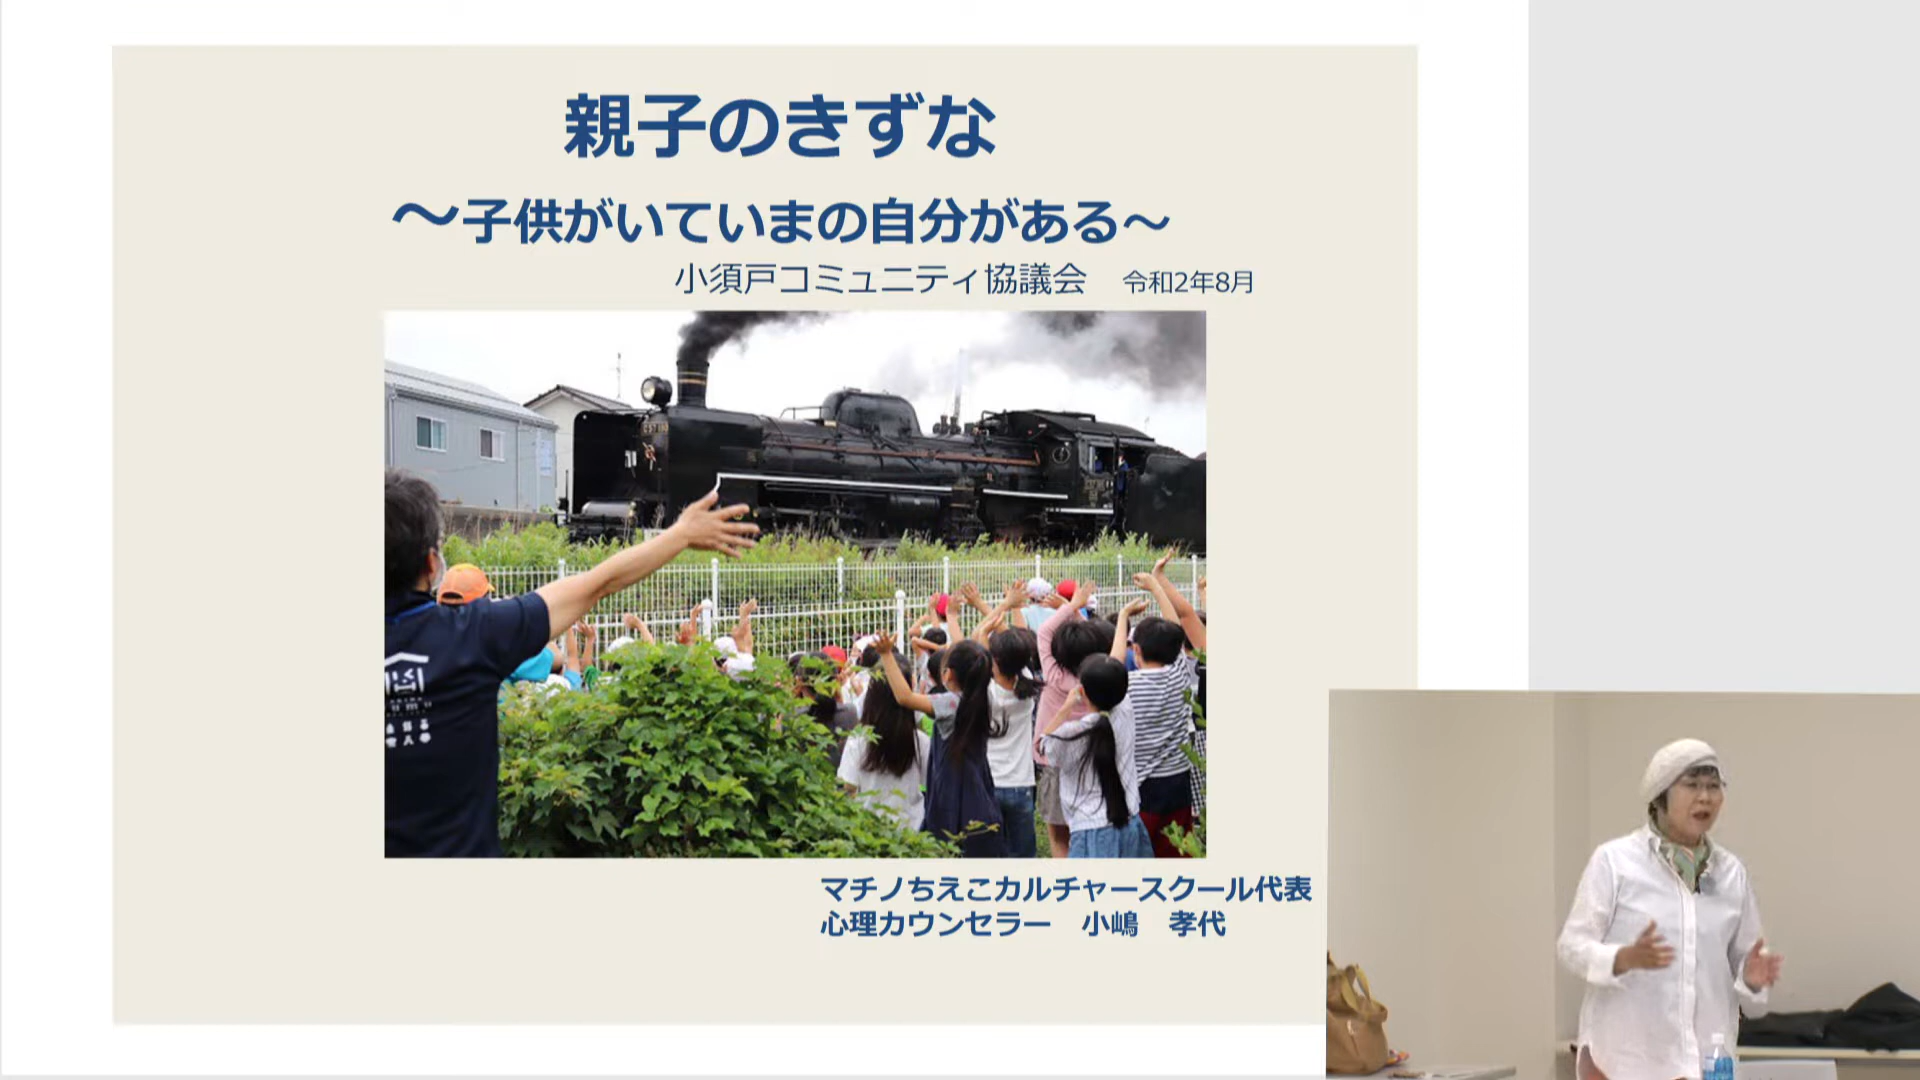 親子のきずな
～子供がいていまの自分がある～
小須戸コミュニティ協議会　令和2年8月
C57 180
マチノちえこカルチャースクール代表
心理カウンセラー　小嶋　孝代